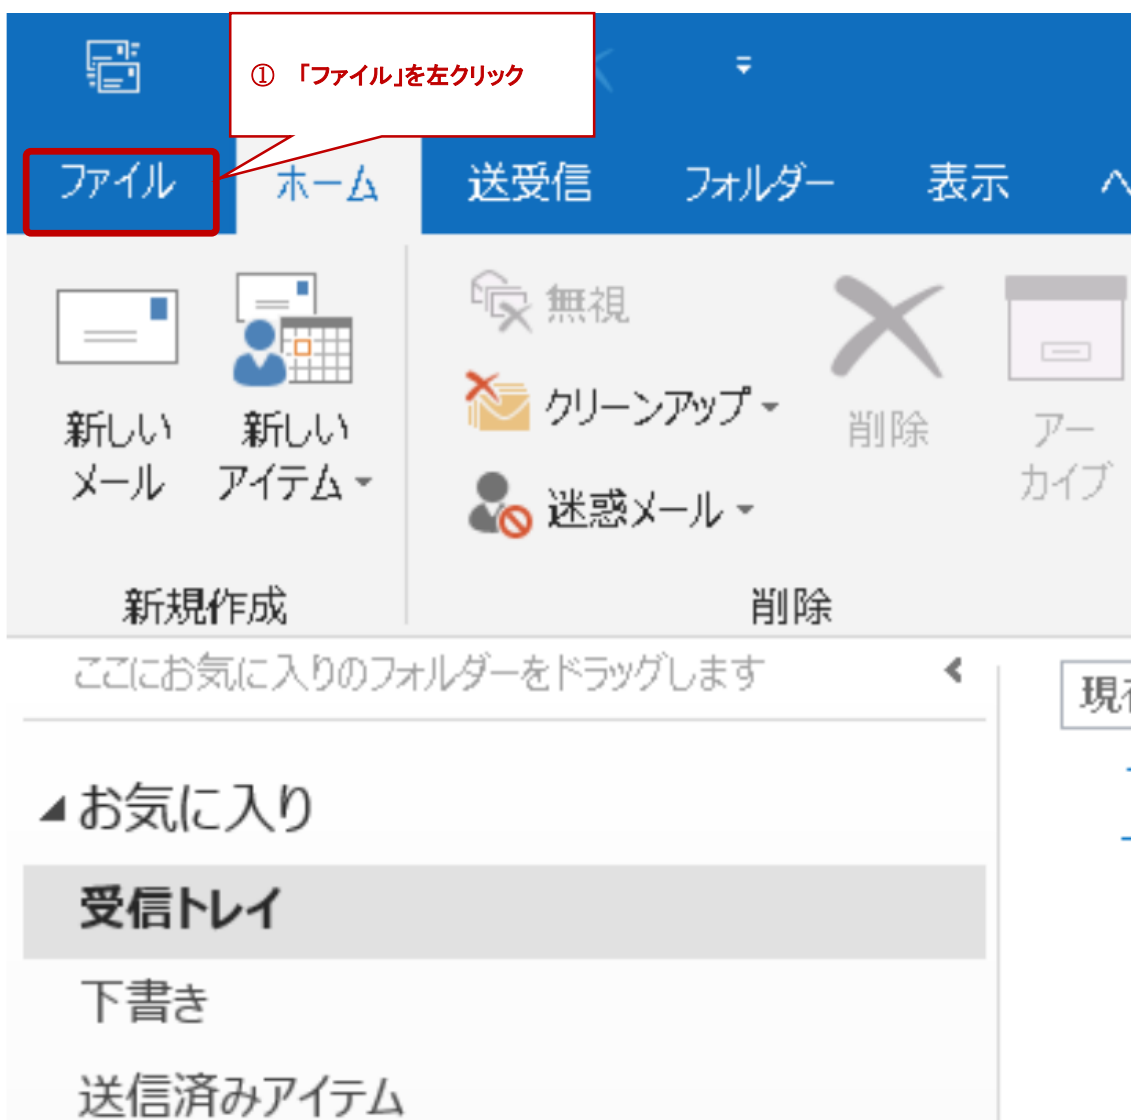 ① 「ファイル」を左クリック
ファイル ホーム 送受信 フォルダー 表示
無視
クリーンアップ
迷惑メール
新しい
メール
新しい
アイテム
削除
アー
カイブ
新規作成
削除
ここにお気に入りのフォルダーをドラッグします
お気に入り
受信トレイ
下書き
送信済みアイテム